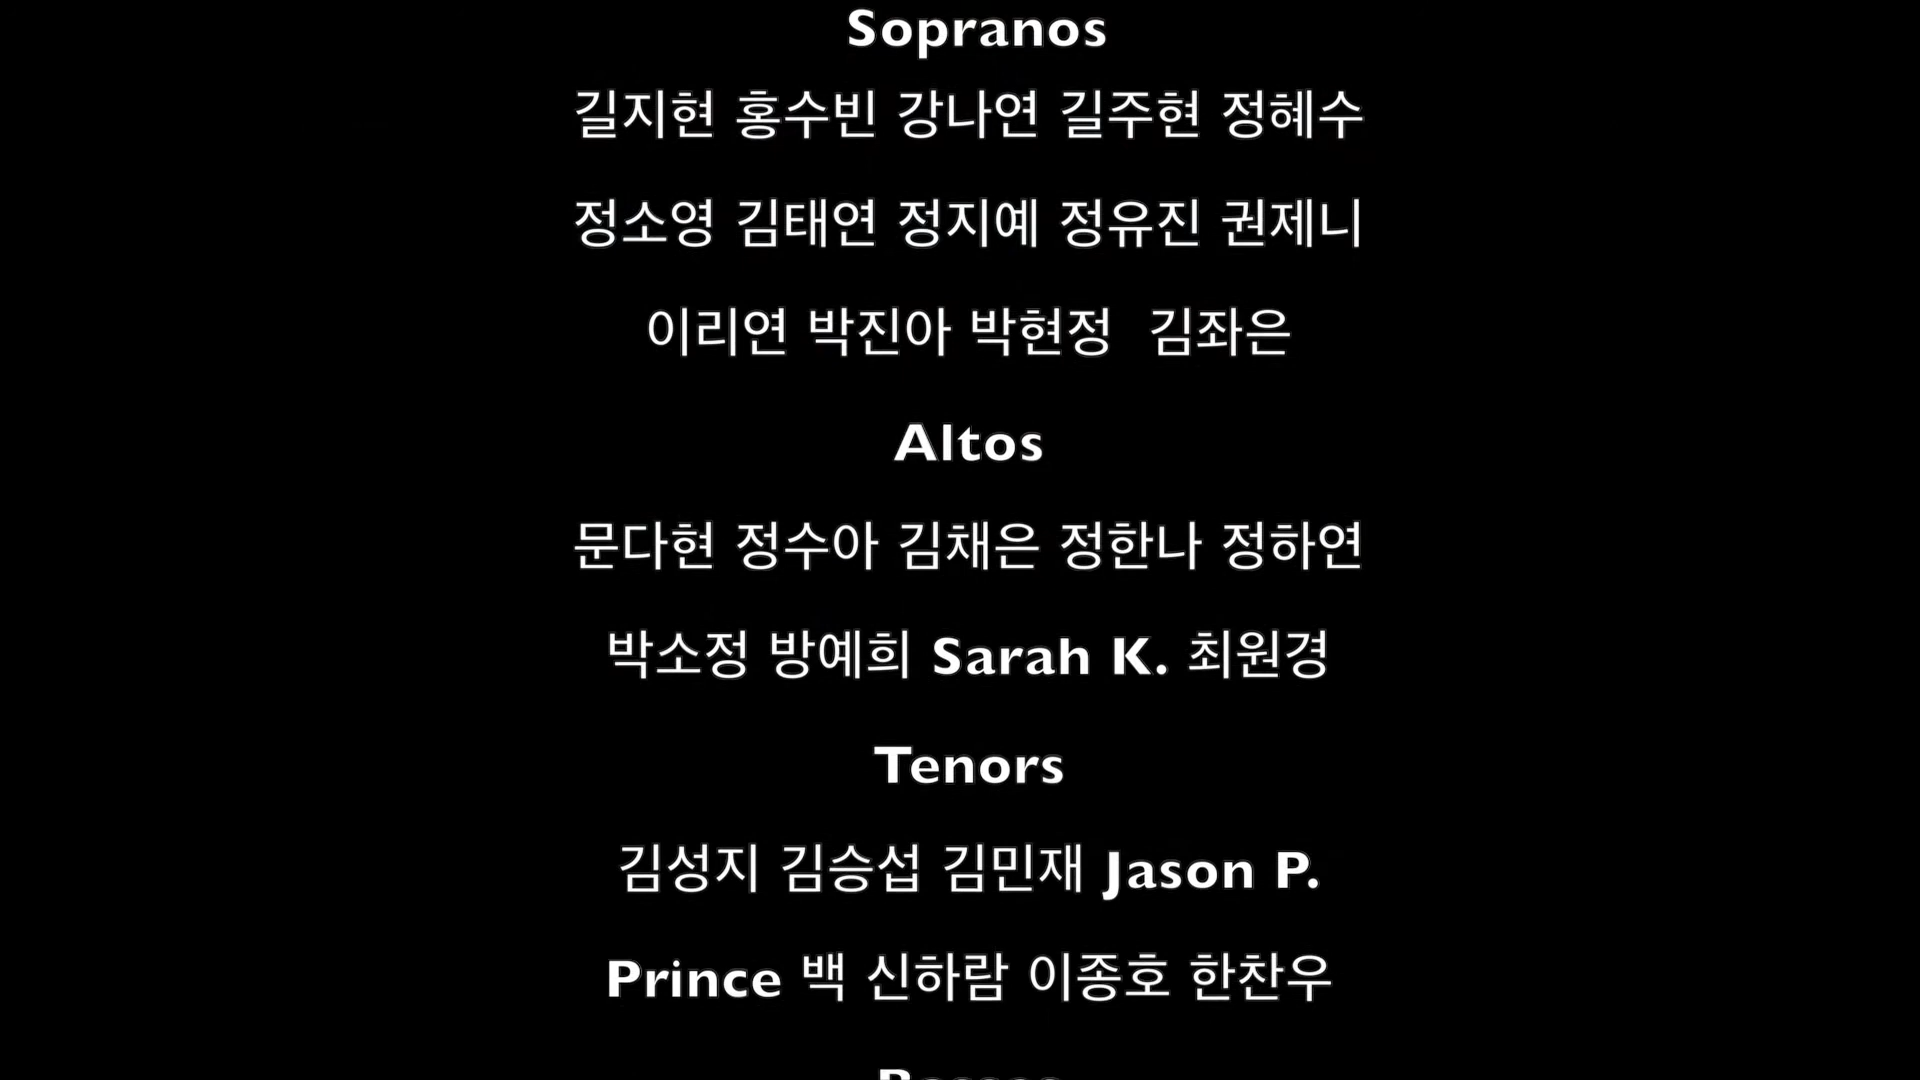 Sopranos
길지현 홍수빈 강나연 길주현 정혜수
정소영 김태연 정지예 정유진 권제니
이리연 박진아 박현정  김좌은
Altos
문다현 정수아 김채은 정한나 정하연
박소정 방예희 Sarah K. 최원경
Tenors
김성지 김승섭 김민재 Jason P.
Prince 백 신하람 이종호 한찬우